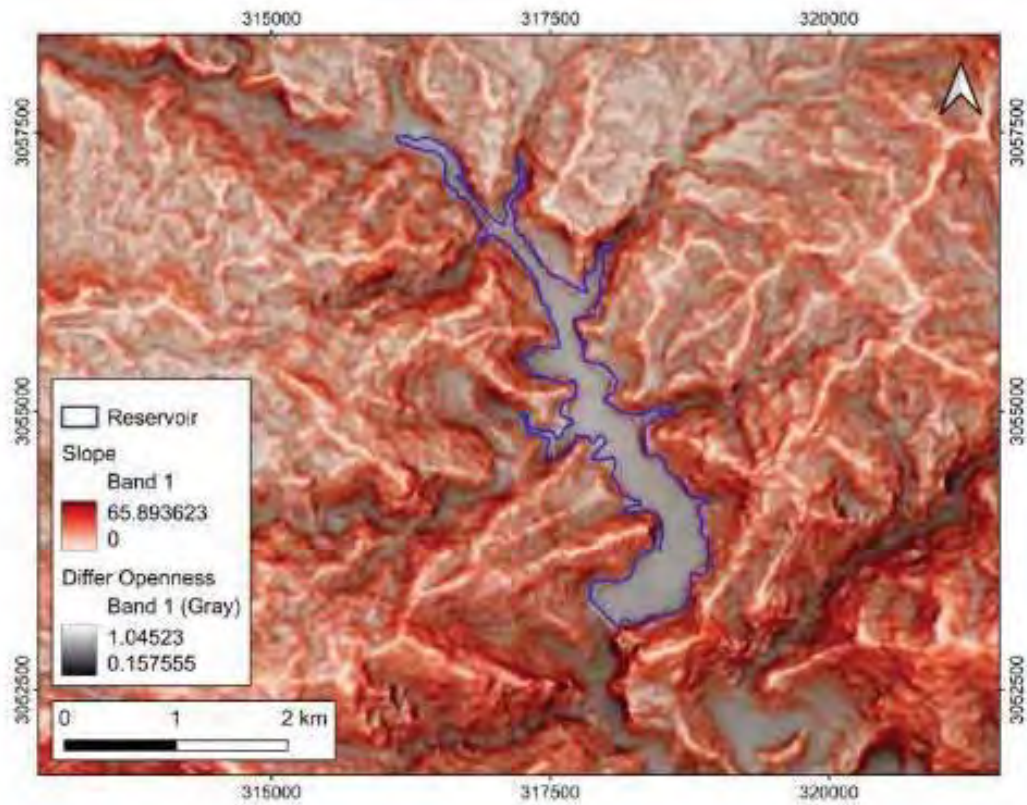 315000 317500 320000
3057500 3057500
3055000 3055000
Reservoir
Slope
Band 1
65.893623
0
Differ Openness
Band 1 (Gray)
1.04523
0.157555
3052500 3052500
0 1 2 km
315000 317500 320000